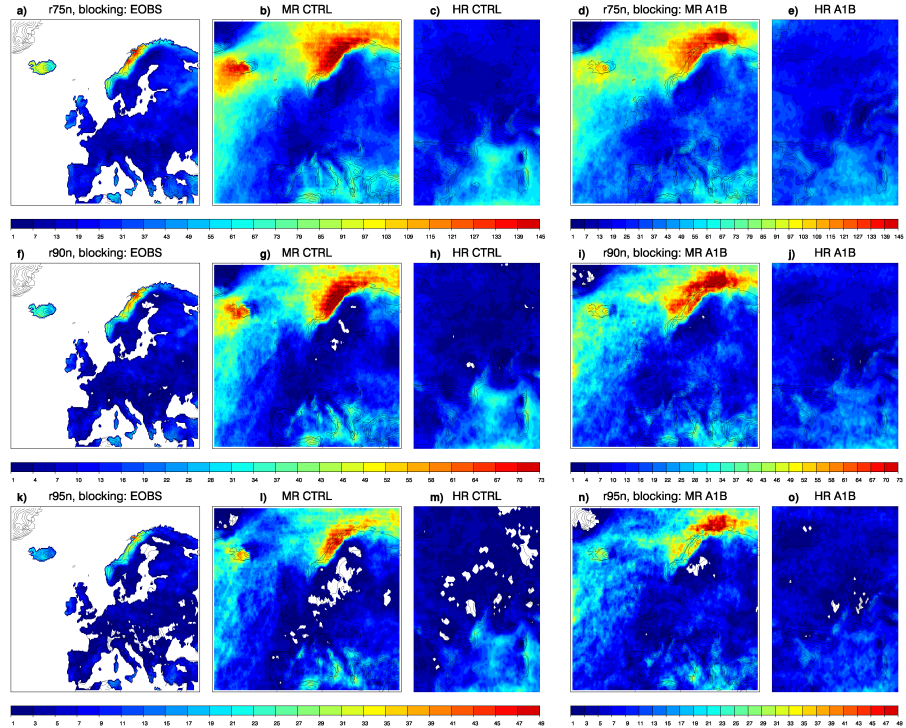 a) r75n, blocking: EOBS b) MR CTRL c) HR CTRL d) r75n, blocking: MR A1B e) HR A1B
1 7 13 19 25 31 37 43 49 55 61 67 73 79 85 91 97 103 109 115 121 127 133 139 145
1 7 13 19 25 31 37 43 49 55 61 67 73 79 85 91 97 103 109 115 121 127 133 139 145
f) r90n, blocking: EOBS g) MR CTRL h) HR CTRL i) r90n, blocking: MR A1B j) HR A1B
1 4 7 10 13 16 19 22 25 28 31 34 37 40 43 46 49 52 55 58 61 64 67 70 73
1 4 7 10 13 16 19 22 25 28 31 34 37 40 43 46 49 52 55 58 61 64 67 70 73
k) r95n, blocking: EOBS l) MR CTRL m) HR CTRL n) r95n, blocking: MR A1B o) HR A1B
1 3 5 7 9 11 13 15 17 19 21 23 25 27 29 31 33 35 37 39 41 43 45 47 49
1 3 5 7 9 11 13 15 17 19 21 23 25 27 29 31 33 35 37 39 41 43 45 47 49